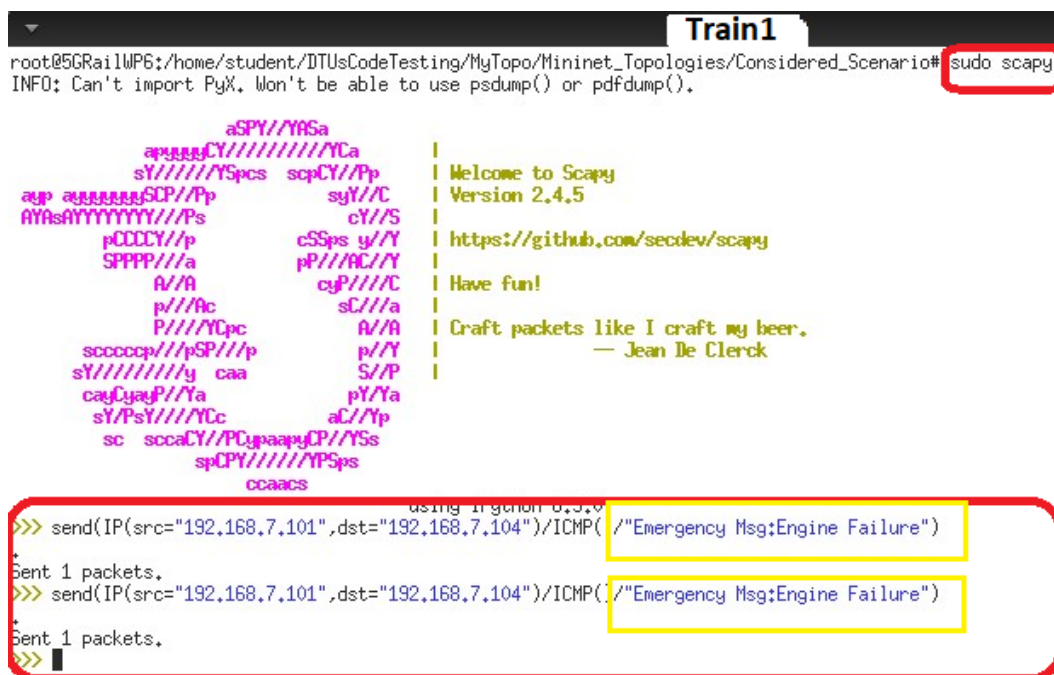 Train1
root@5GRailWP6:/home/student/DTUsCodeTesting/MyTopo/Mininet_Topologies/Considered_Scenario# sudo scapy
INFO: Can't import PyX. Won't be able to use psdump() or pdfdump().
aSPY//YASa
apyyyyCY//////////YCa |
sY//////YSpcs scpCY//Pp | Welcome to Scapy
ayp ayyyyyyySCP//Pp syY//C | Version 2.4.5
AYAsAYYYYYYYY///Ps cY//S |
pCCCCY//p cSSps y//Y | https://github.com/secdev/scapy
SPPPP///a pP///AC//Y |
A//A cyP////C | Have fun!
p///Ac sC///a |
P////YCpc A//A | Craft packets like I craft my beer.
scccccp///pSP///p p//Y | -- Jean De Clerck
sY/////////y caa S//P |
cayCyayP//Ya pY/Ya
sY/PsY////YCc aC//Yp
sc sccaCY//PCypaapyCP//YSs
spCPY//////YPSps
ccaacs
using IPython
>>> send(IP(src="192.168.7.101",dst="192.168.7.104")/ICMP()/"Emergency Msg:Engine Failure")
.
Sent 1 packets.
>>> send(IP(src="192.168.7.101",dst="192.168.7.104")/ICMP()/"Emergency Msg:Engine Failure")
.
Sent 1 packets.
>>>